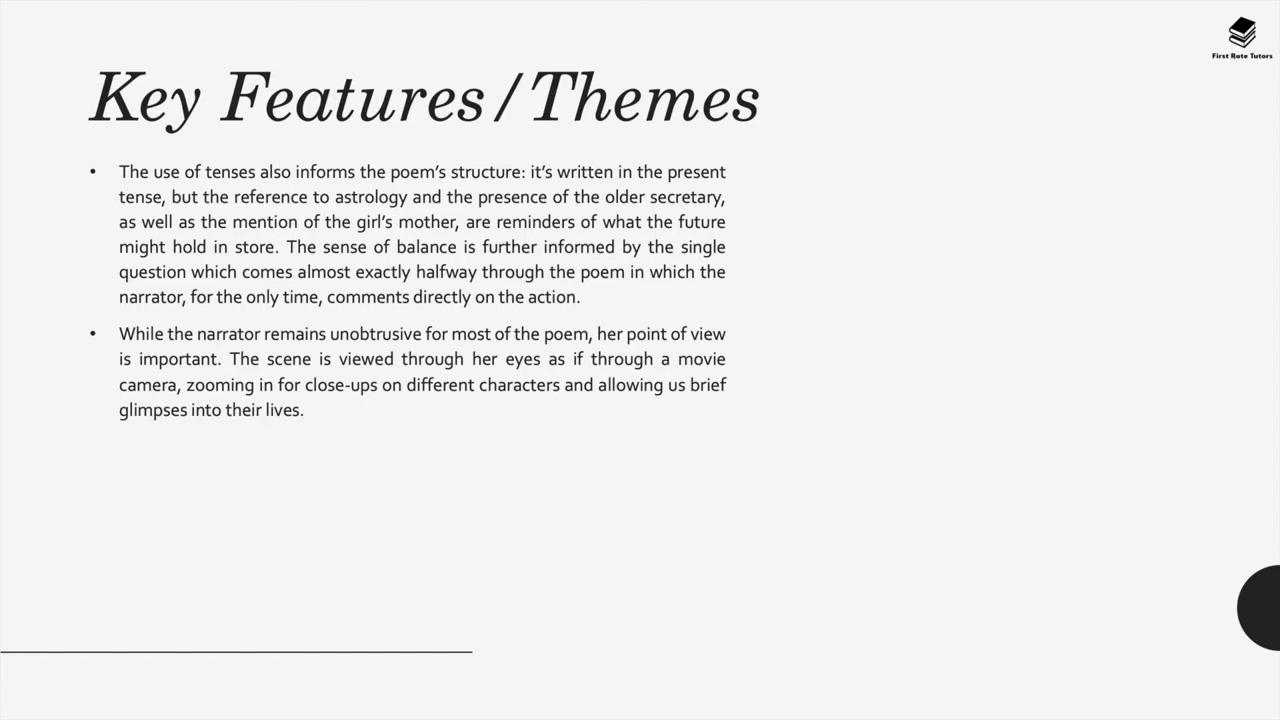 First Rate Tutors
Key Features/Themes
• The use of tenses also informs the poem’s structure: it’s written in the present
tense, but the reference to astrology and the presence of the older secretary,
as well as the mention of the girl’s mother, are reminders of what the future
might hold in store. The sense of balance is further informed by the single
question which comes almost exactly halfway through the poem in which the
narrator, for the only time, comments directly on the action.
• While the narrator remains unobtrusive for most of the poem, her point of view
is important. The scene is viewed through her eyes as if through a movie
camera, zooming in for close-ups on different characters and allowing us brief
glimpses into their lives.